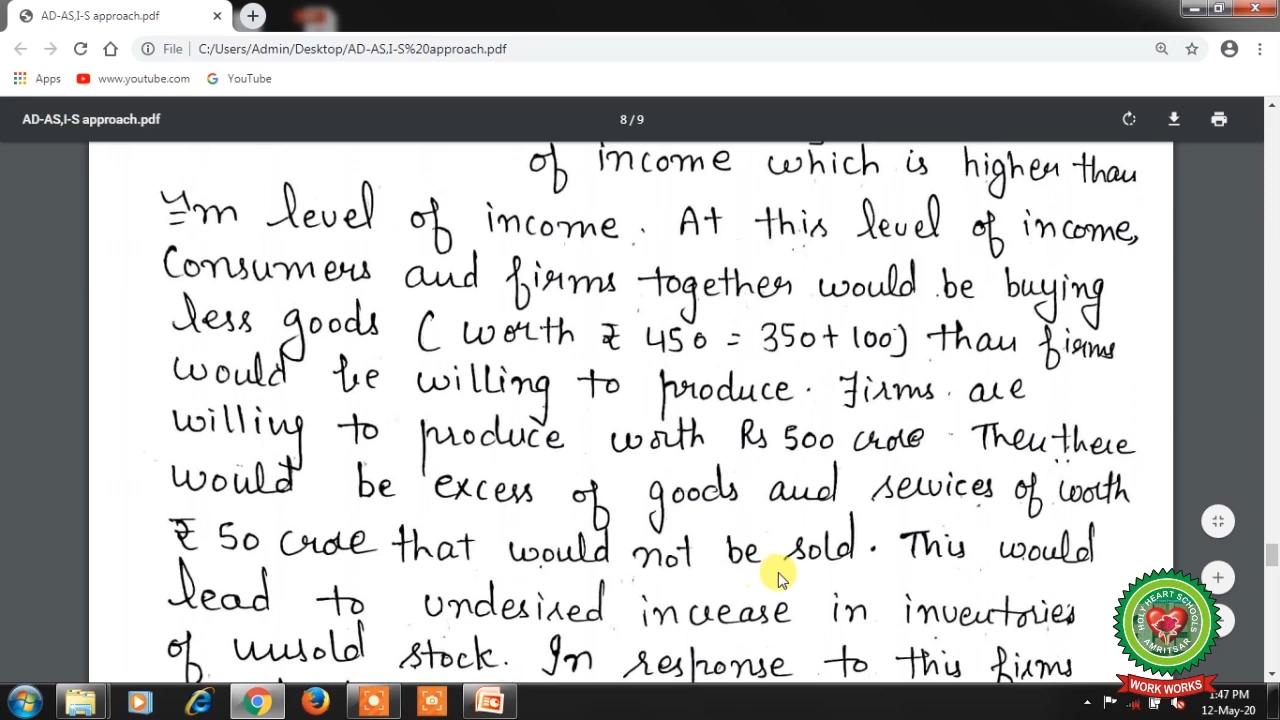 AD-AS,I-S approach.pdf
File C:/Users/Admin/Desktop/AD-AS,I-S%20approach.pdf
Apps www.youtube.com YouTube
AD-AS,I-S approach.pdf 8 / 9
of income which is higher than
Ym level of income. At this level of income,
Consumers and firms together would be buying
less goods ( worth ₹ 450 = 350+100) than firms
would be willing to produce. Firms are
willing to produce worth Rs 500 crore. Then there
would be excess of goods and services of worth
₹ 50 crore that would not be sold. This would
lead to undesired increase in inventories
of unsold stock. In response to this firms
HOLY HEART SCHOOLS
AMRITSAR
WORK WORKS
1:47 PM
12-May-20